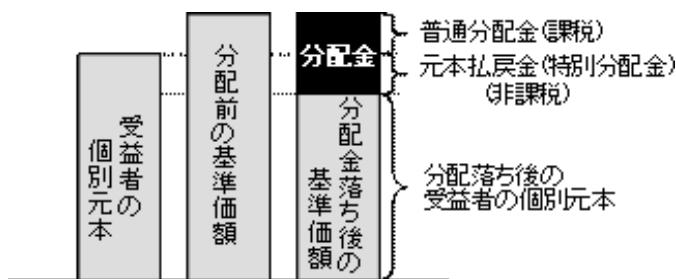 受益者の
個別元本
分配前の基準価額
分配金
分配金落ち後の
基準価額
普通分配金(課税)
元本払戻金(特別分配金)
(非課税)
分配落ち後の
受益者の個別元本